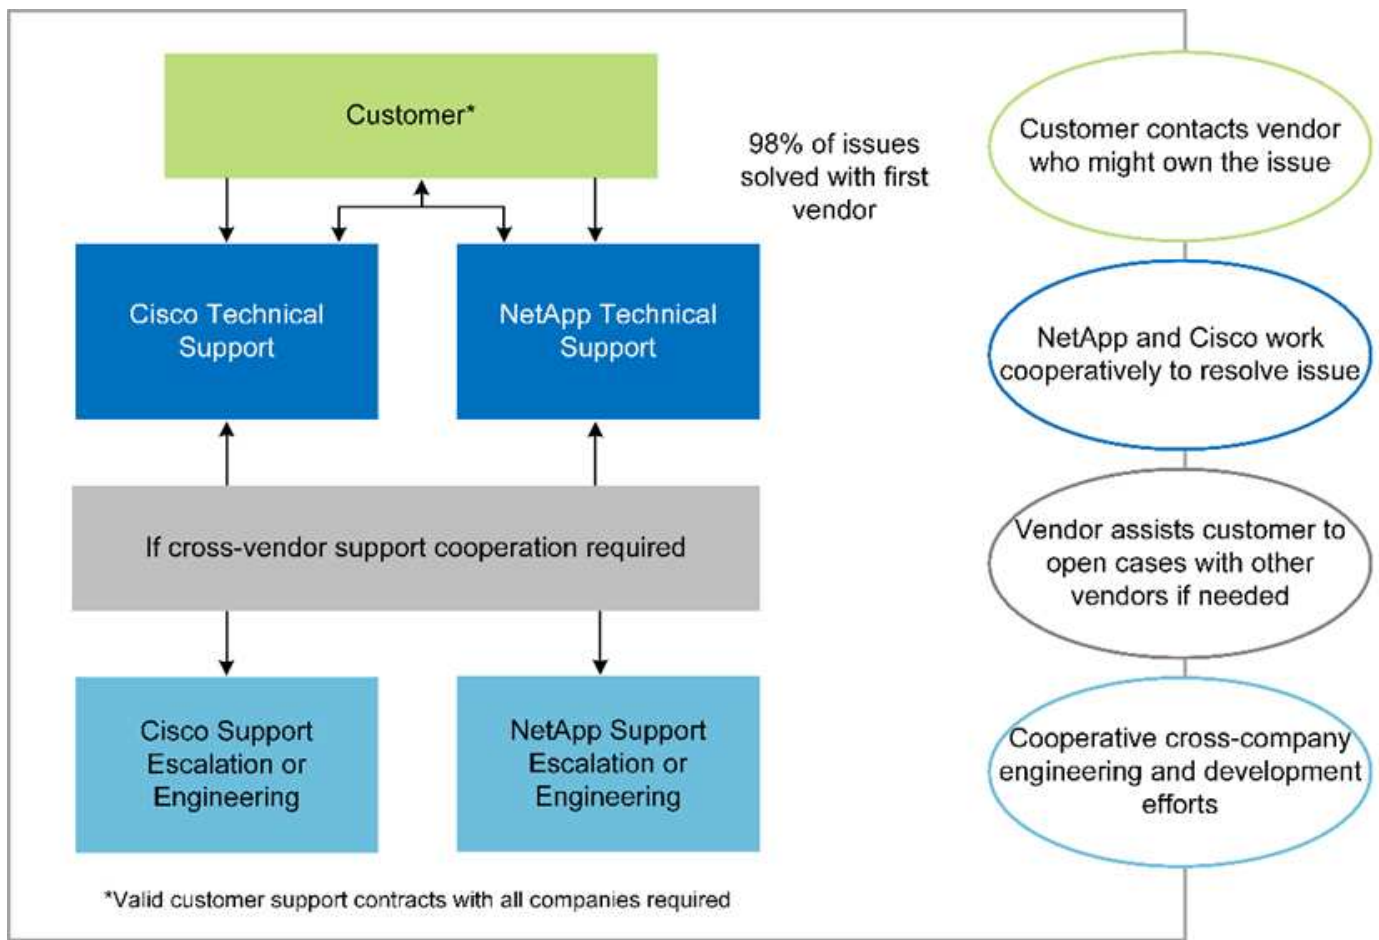 Customer*
98% of issues
solved with first
vendor
Customer contacts vendor
who might own the issue
Cisco Technical
Support
NetApp Technical
Support
NetApp and Cisco work
cooperatively to resolve issue
If cross-vendor support cooperation required
Vendor assists customer to
open cases with other
vendors if needed
Cisco Support
Escalation or
Engineering
NetApp Support
Escalation or
Engineering
Cooperative cross-company
engineering and development
efforts
*Valid customer support contracts with all companies required